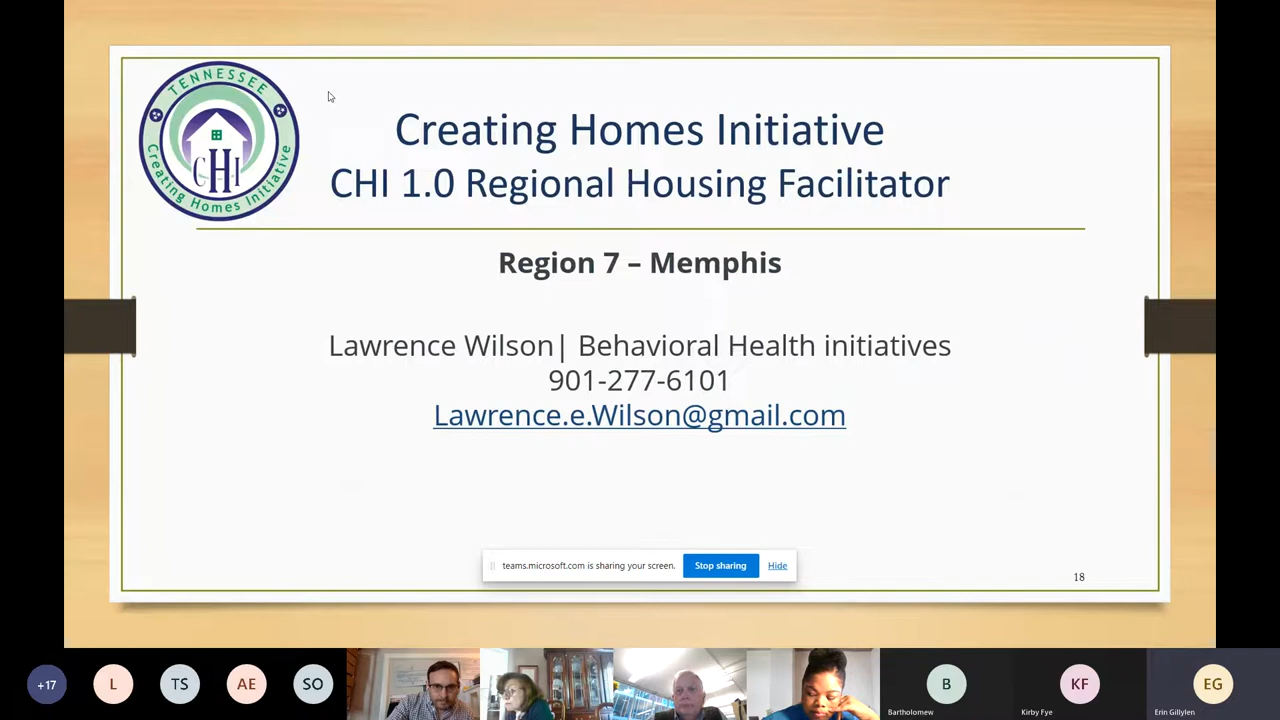 TENNESSEE
CHI
Creating Homes Initiative
Creating Homes Initiative
CHI 1.0 Regional Housing Facilitator
Region 7 – Memphis
Lawrence Wilson| Behavioral Health initiatives
901-277-6101
Lawrence.e.Wilson@gmail.com
teams.microsoft.com is sharing your screen.
Stop sharing
Hide
18
+17
L
TS
AE
SO
B
KF
EG
Bartholomew
Kirby Fye
Erin Gillylen